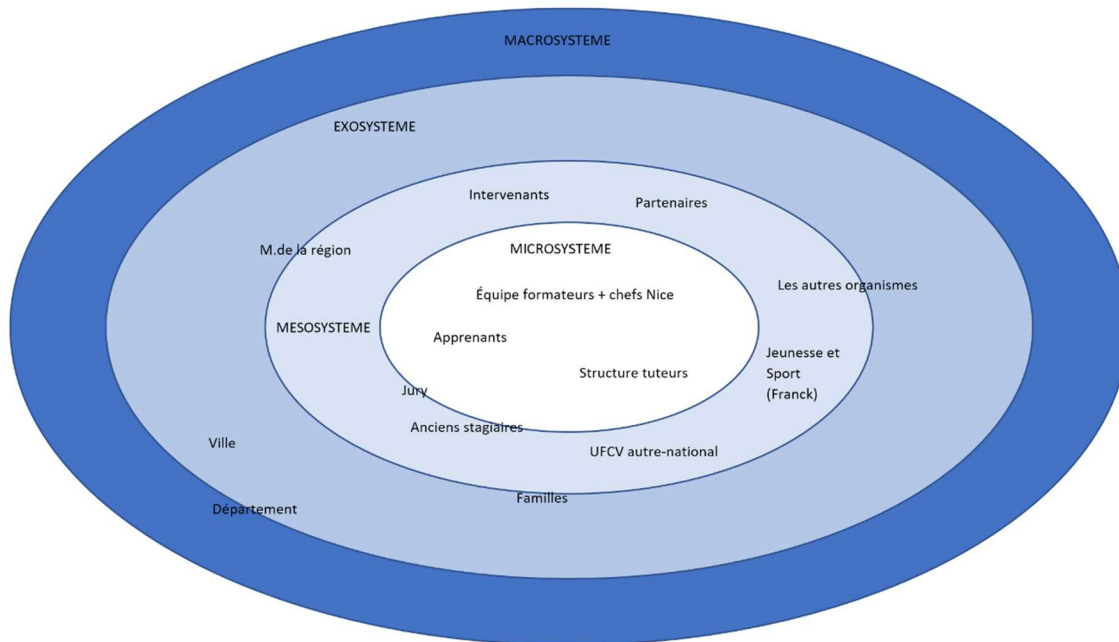 MACROSYSTEME
EXOSYSTEME
Intervenants
Partenaires
M.de la région
MICROSYSTEME
Les autres organismes
Équipe formateurs + chefs Nice
MESOSYSTEME
Apprenants
Jeunesse et
Sport
(Franck)
Structure tuteurs
Jury
Anciens stagiaires
Ville
UFCV autre-national
Familles
Département